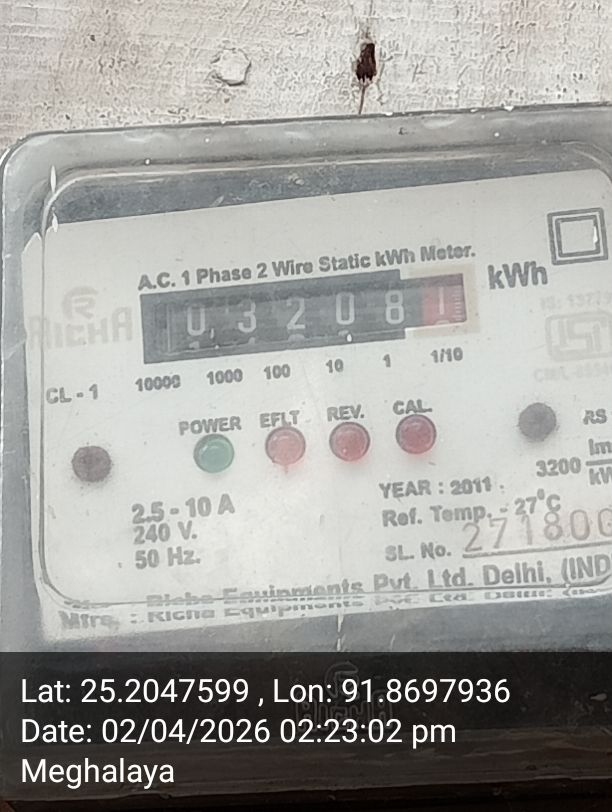 A.C. 1 Phase 2 Wire Static kWh Meter.
kWh
RICHA
0 3 2 0 8 1
10000 1000 100 10 1 1/10
CL - 1
POWER EFLT REV. CAL.
RS
3200
2.5 - 10 A
240 V.
50 Hz.
YEAR : 2011
Ref. Temp. - 27°C
SL. No. 271800
Mfrs. : Richa Equipments Pvt. Ltd. Delhi, (IND
Lat: 25.2047599 , Lon: 91.8697936
Date: 02/04/2026 02:23:02 pm
Meghalaya